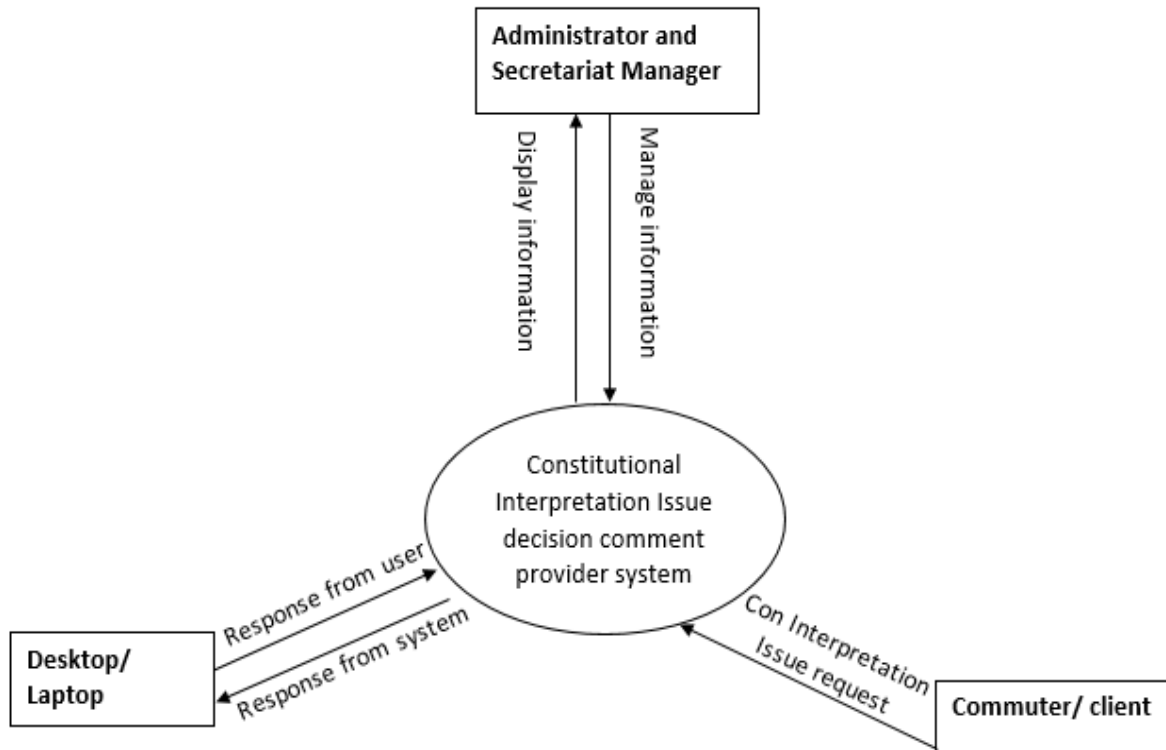 Administrator and
Secretariat Manager
Display information
Manage information
Constitutional
Interpretation Issue
decision comment
provider system
Response from user
Response from system
Con Interpretation
Issue request
Desktop/
Laptop
Commuter/ client